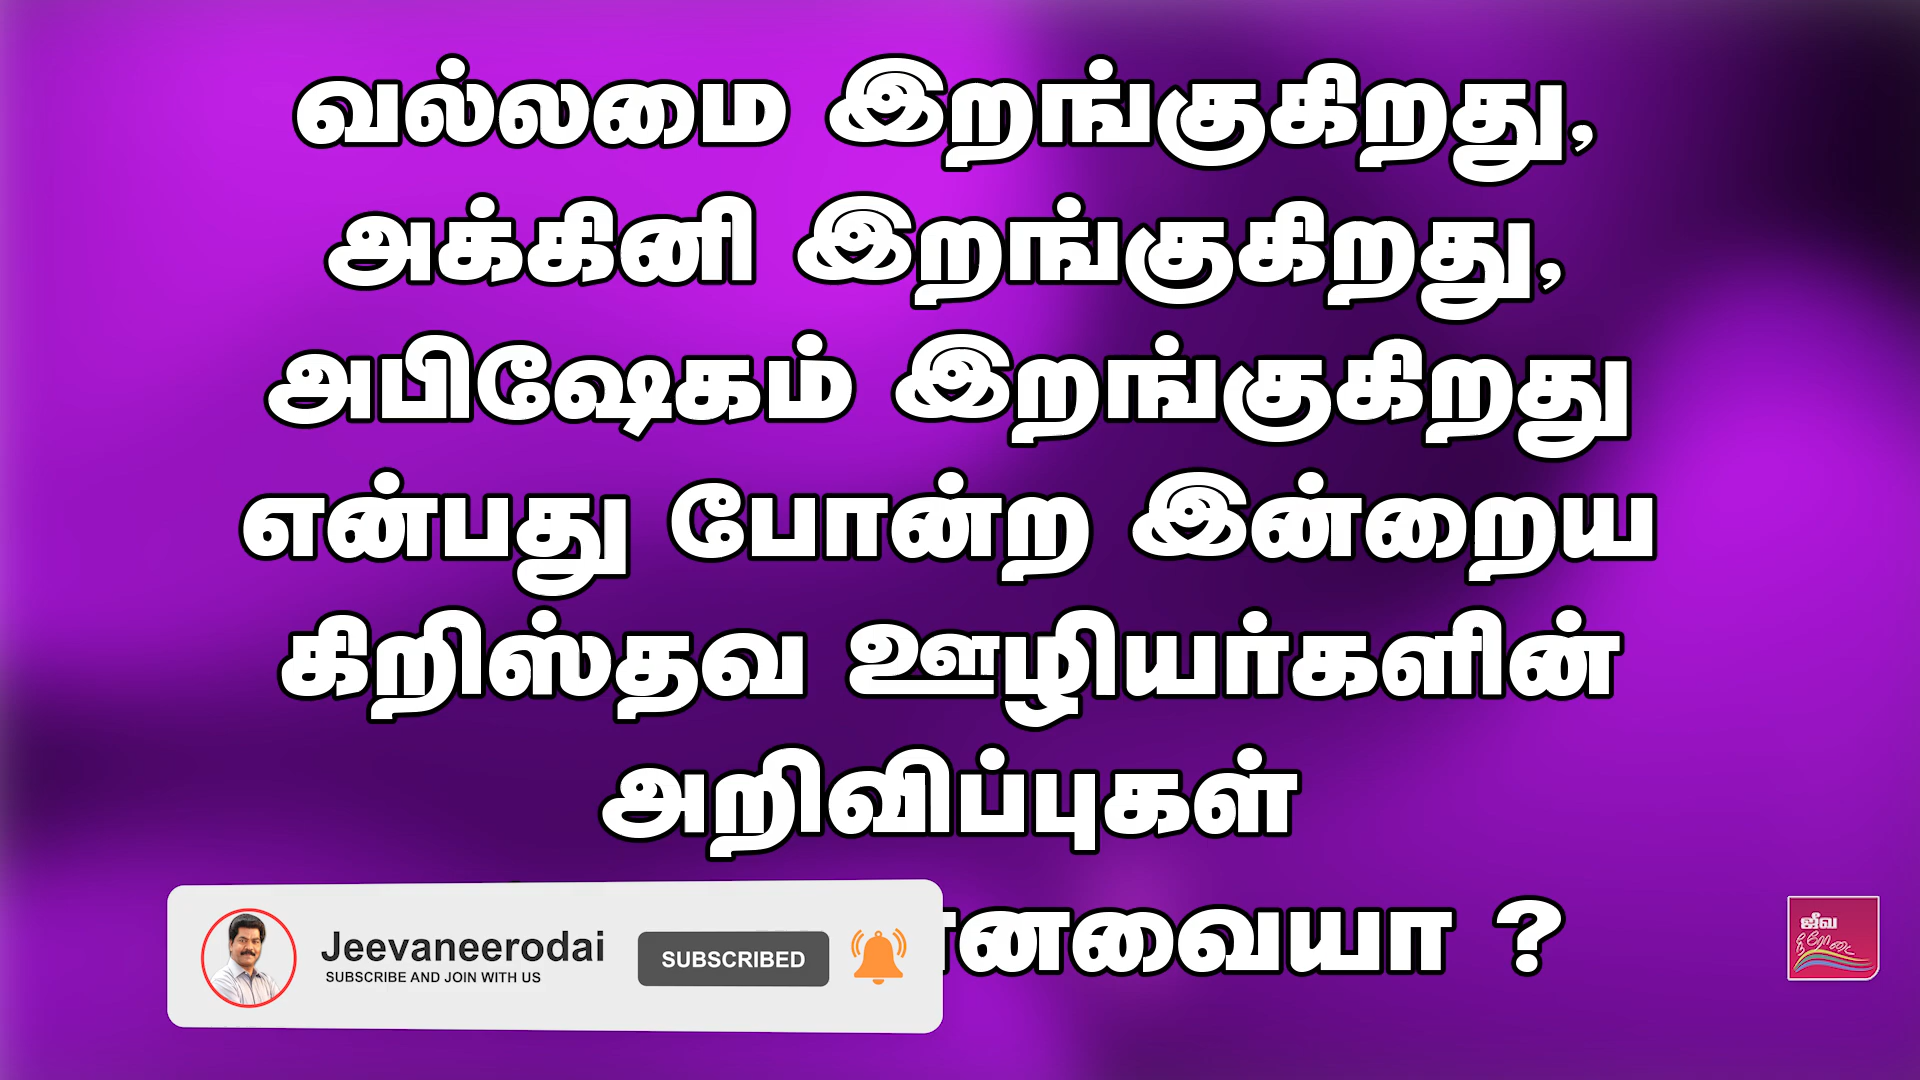 வல்லமை இறங்குகிறது,
அக்கினி இறங்குகிறது,
அபிஷேகம் இறங்குகிறது
என்பது போன்ற இன்றைய
கிறிஸ்தவ ஊழியர்களின்
அறிவிப்புகள்
?
Jeevaneerodai
SUBSCRIBE AND JOIN WITH US
SUBSCRIBED
ஜீவ
நீரோடை